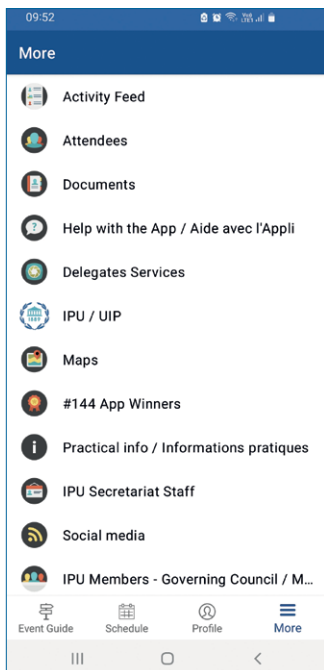 09:52
More
Activity Feed
Attendees
Documents
Help with the App / Aide avec l'Appli
Delegates Services
IPU / UIP
Maps
#144 App Winners
Practical info / Informations pratiques
IPU Secretariat Staff
Social media
IPU Members - Governing Council / M...
Event Guide Schedule Profile More